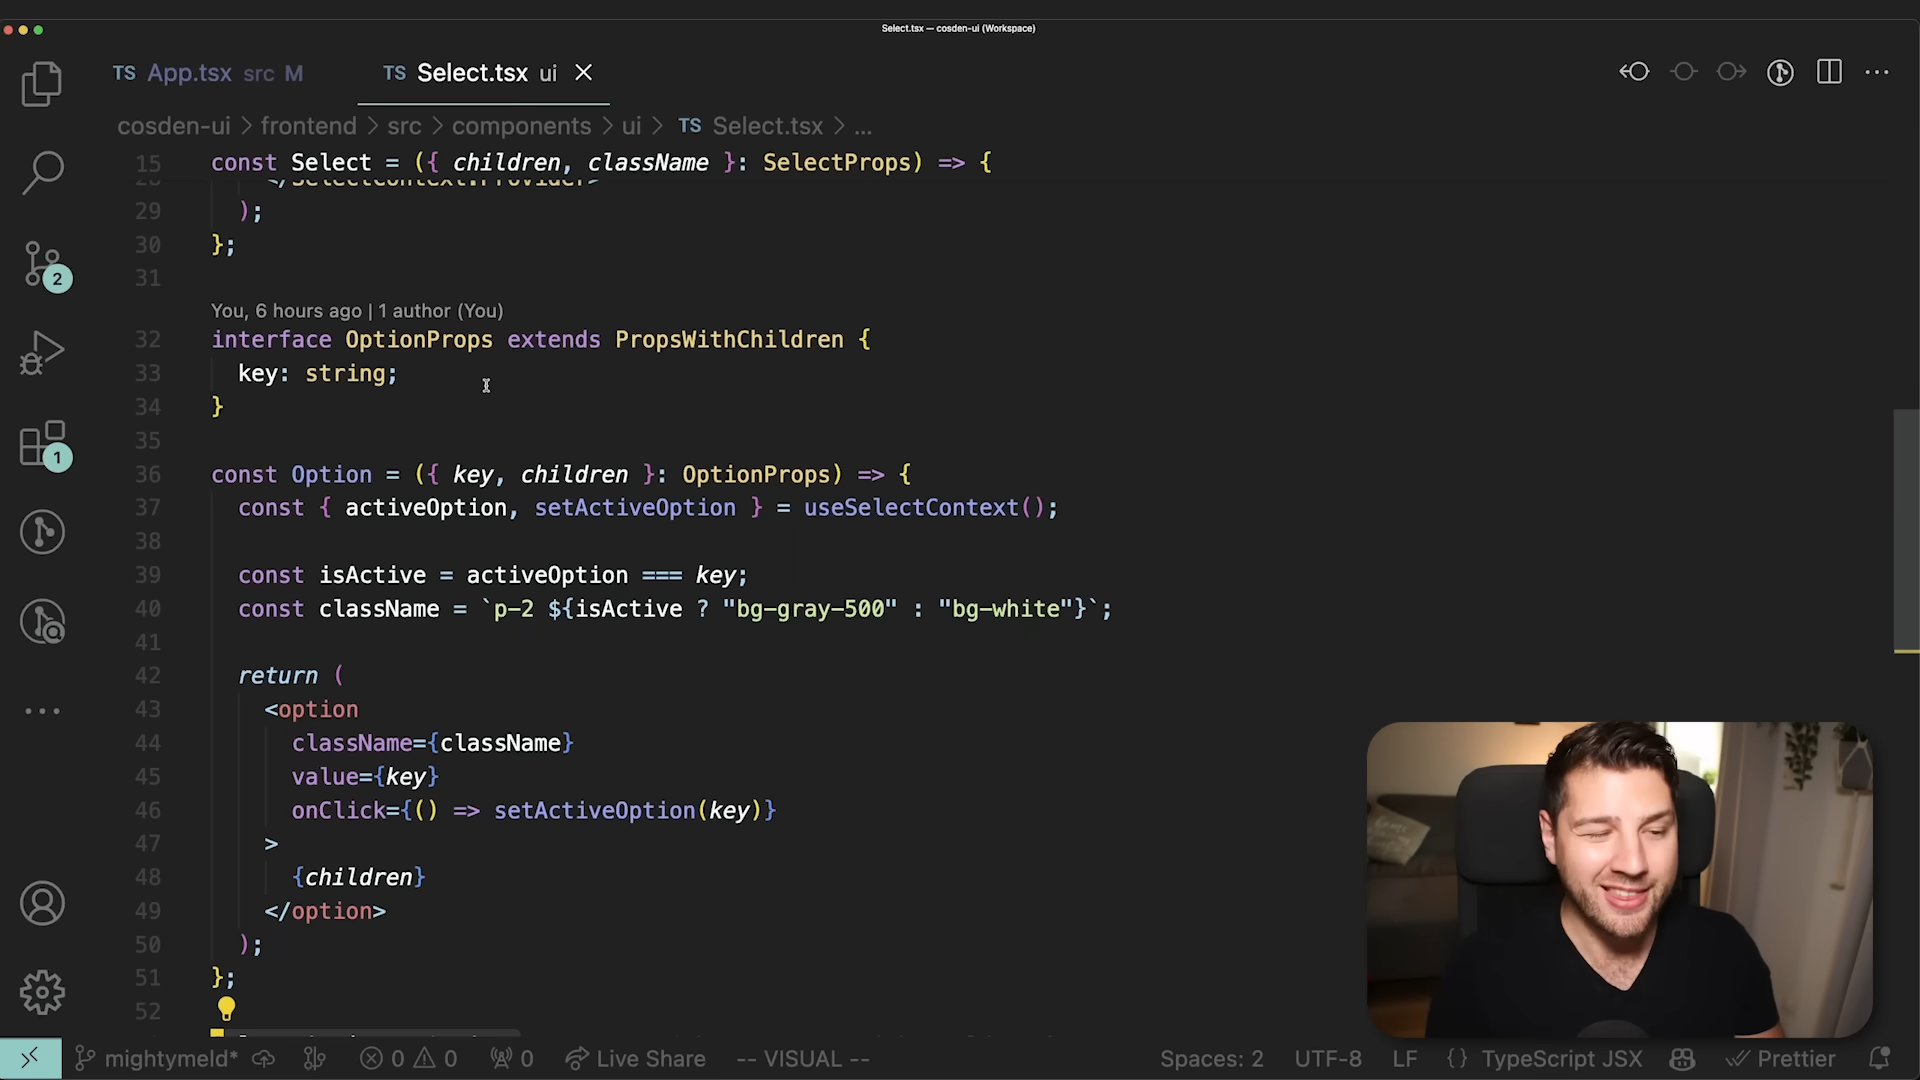 Select.tsx — cosden-ui (Workspace)
TS App.tsx src M
TS Select.tsx ui
cosden-ui > frontend > src > components > ui > TS Select.tsx > ...
15 const Select = ({ children, className }: SelectProps) => {
28 </SelectContext.Provider>
29 );
30 };
31
You, 6 hours ago | 1 author (You)
32 interface OptionProps extends PropsWithChildren {
33 key: string;
34 }
35
36 const Option = ({ key, children }: OptionProps) => {
37 const { activeOption, setActiveOption } = useSelectContext();
38
39 const isActive = activeOption === key;
40 const className = `p-2 ${isActive ? "bg-gray-500" : "bg-white"}`;
41
42 return (
43 <option
44 className={className}
45 value={key}
46 onClick={() => setActiveOption(key)}
47 >
48 {children}
49 </option>
50 );
51 };
52
2
1
mightymeld* 0 0 0 Live Share -- VISUAL -- Spaces: 2 UTF-8 LF {} TypeScript JSX Prettier